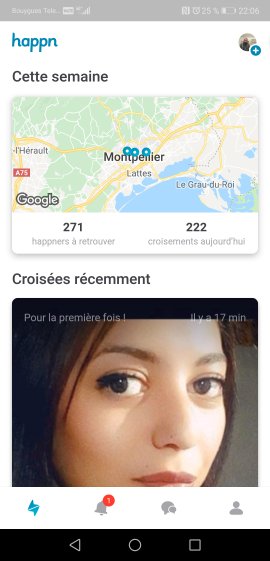 Bouygues Tele...
25 %
22:06
happn
Cette semaine
-l'Hérault
Montpellier
A75
Lattes
Le Grau-du-Roi
Google
271
222
happners à retrouver
croisements aujourd'hui
Croisées récemment
Pour la première fois !
Il y a 17 min
1